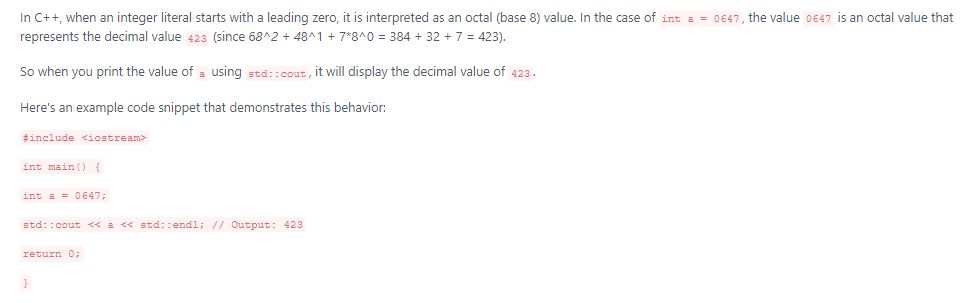 In C++, when an integer literal starts with a leading zero, it is interpreted as an octal (base 8) value. In the case of int a = 0647, the value 0647 is an octal value that
represents the decimal value 423 (since 68^2 + 48^1 + 7*8^0 = 384 + 32 + 7 = 423).
So when you print the value of a using std::cout, it will display the decimal value of 423.
Here's an example code snippet that demonstrates this behavior:
#include <iostream>
int main() {
int a = 0647;
std::cout << a << std::endl; // Output: 423
return 0;
}